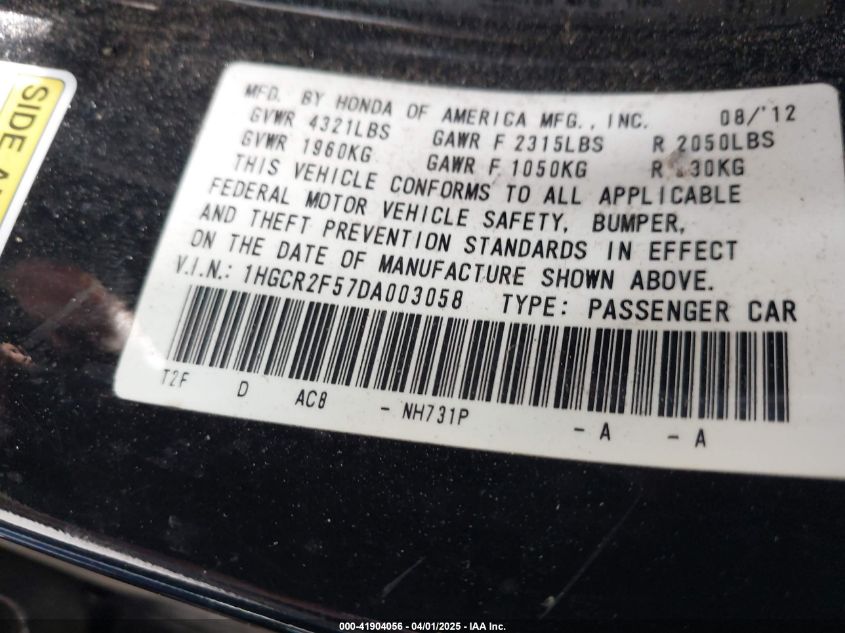 SIDE
MFD. BY HONDA OF AMERICA MFG., INC. 08/'12
GVWR 4321LBS GAWR F 2315LBS R 2050LBS
GVWR 1960KG GAWR F 1050KG R 30KG
THIS VEHICLE CONFORMS TO ALL APPLICABLE
FEDERAL MOTOR VEHICLE SAFETY, BUMPER,
AND THEFT PREVENTION STANDARDS IN EFFECT
ON THE DATE OF MANUFACTURE SHOWN ABOVE.
V.I.N.: 1HGCR2F57DA003058 TYPE: PASSENGER CAR
T2F D AC8 - NH731P - A - A
000-41904056 - 04/01/2025 - IAA Inc.